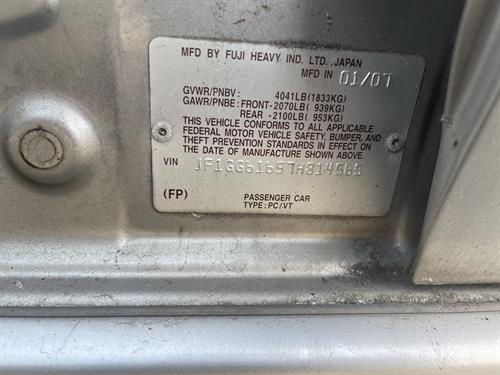 MFD BY FUJI HEAVY IND. LTD., JAPAN
MFD IN 01/07
GVWR/PNBV: 4041LB(1833KG)
GAWR/PNBE: FRONT-2070LB( 939KG)
REAR -2100LB( 953KG)
THIS VEHICLE CONFORMS TO ALL APPLICABLE
FEDERAL MOTOR VEHICLE SAFETY, BUMPER, AND
THEFT PREVENTION STANDARDS IN EFFECT ON THE
DATE OF MANUFACTURE SHOWN ABOVE.
VIN
(FP)
PASSENGER CAR
TYPE: PC/VT